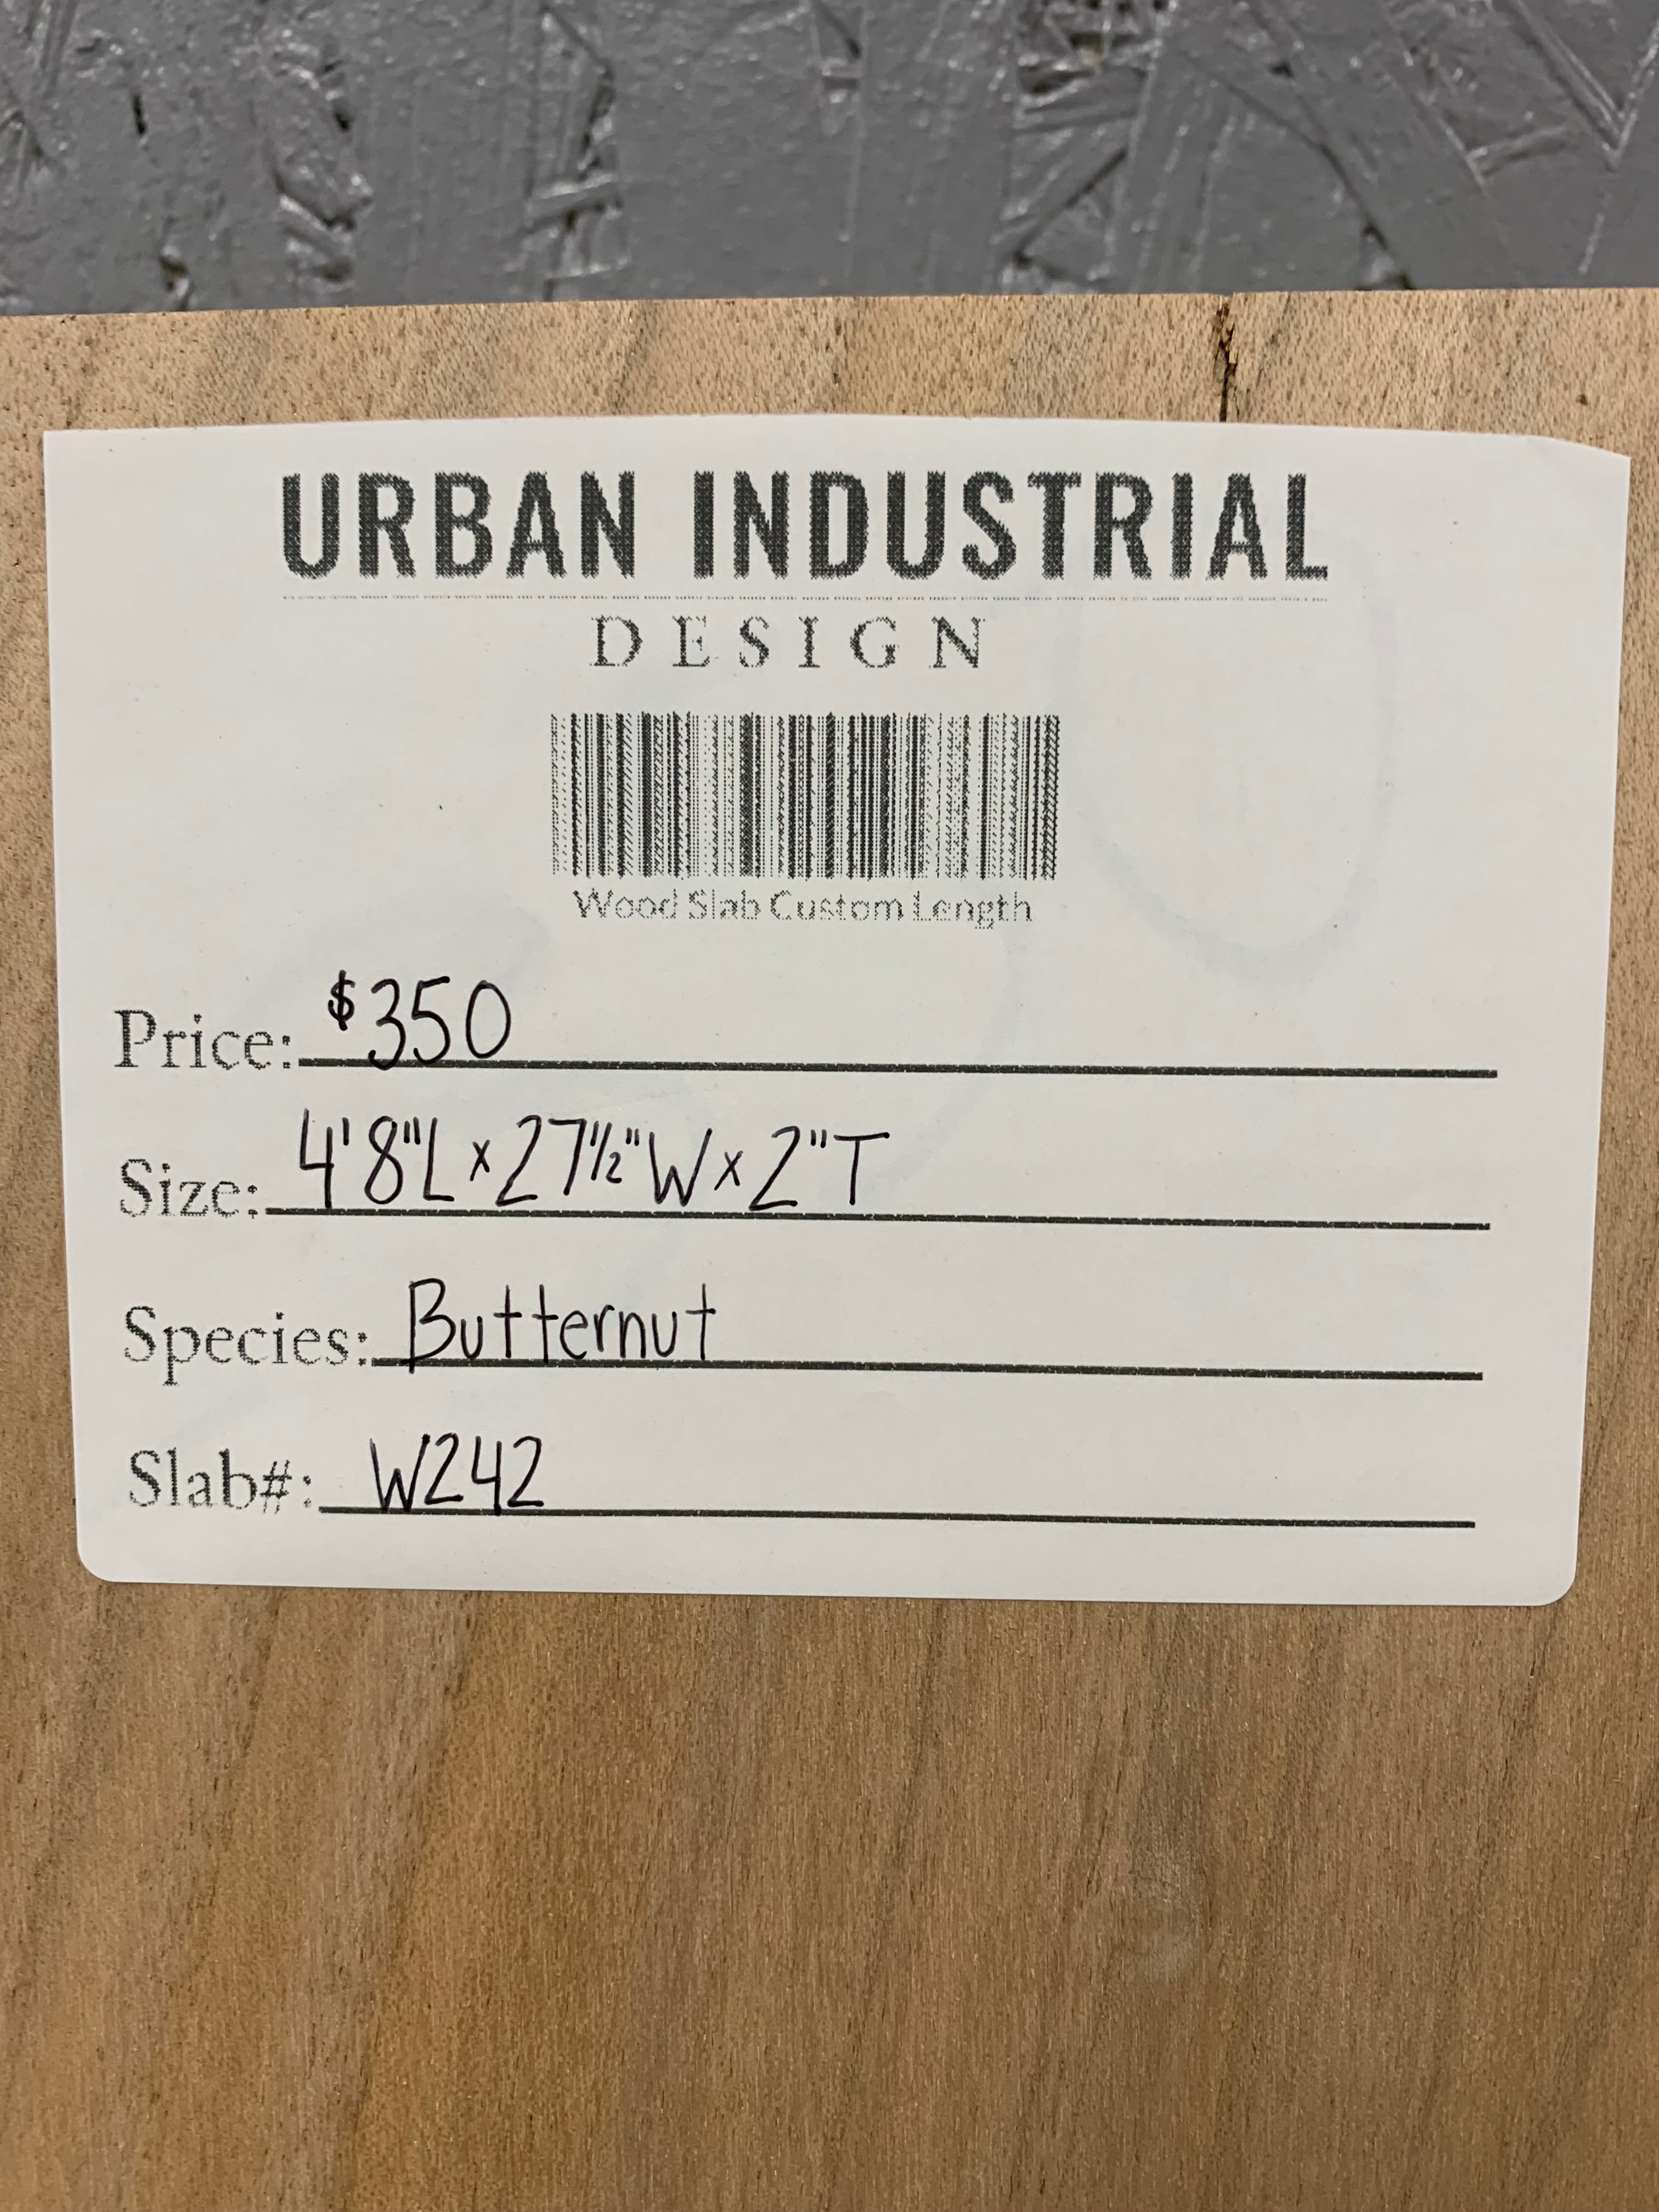 URBAN INDUSTRIAL
DESIGN
Wood Slab Custom Length
Price: $350
Size: 4'8"L x 27½"W x 2"T
Species: Butternut
Slab#: W242